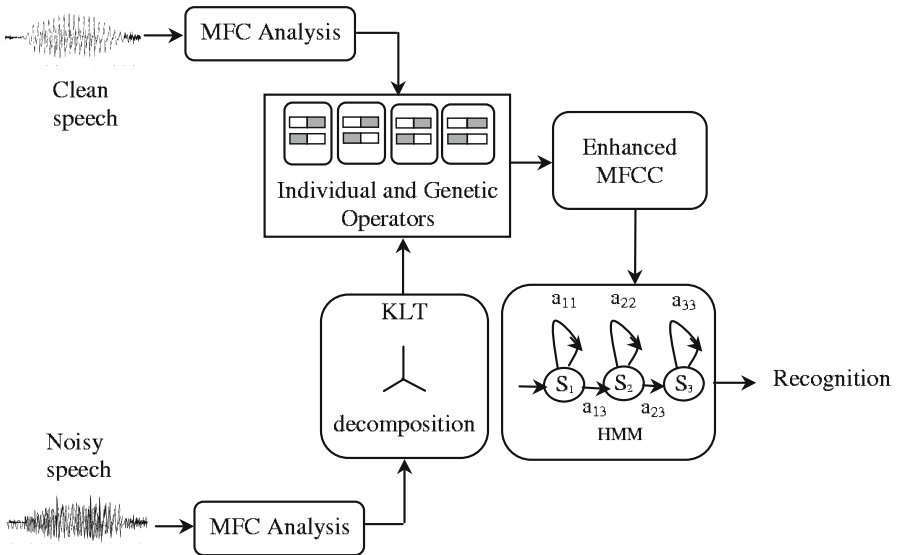 MFC Analysis
Clean
speech
Individual and Genetic
Operators
Enhanced
MFCC
KLT
decomposition
a11
a22
a33
S1
S2
S3
a13
a23
HMM
Recognition
Noisy
speech
MFC Analysis